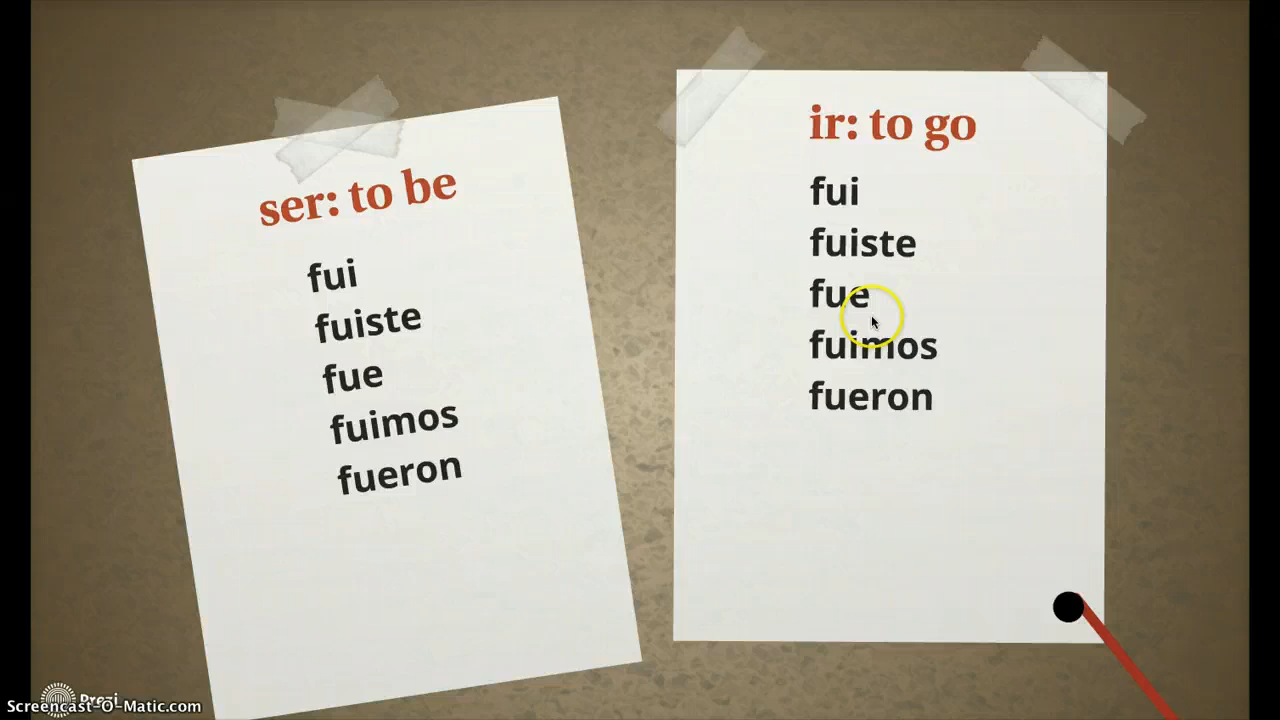 ser: to be
fui
fuiste
fue
fuimos
fueron
ir: to go
fui
fuiste
fue
fuimos
fueron
Prezi
Screencast-O-Matic.com